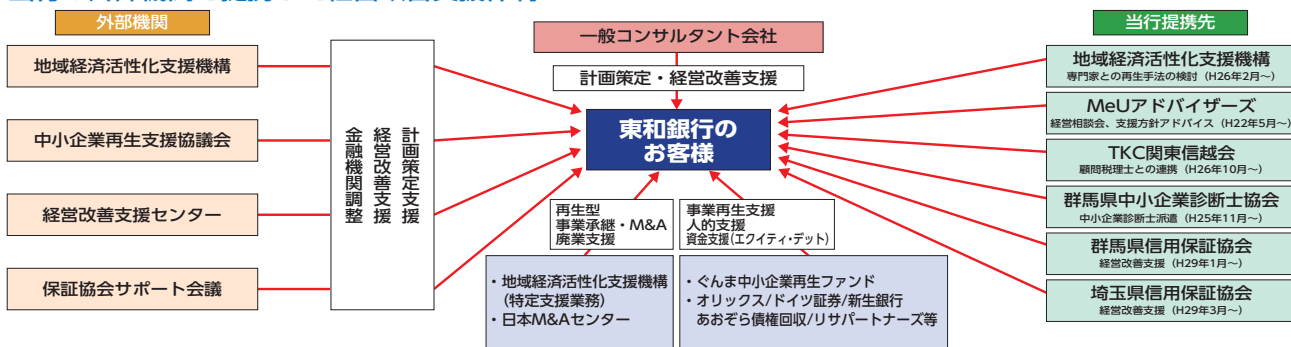 外部機関
地域経済活性化支援機構
中小企業再生支援協議会
経営改善支援センター
保証協会サポート会議
計画策定支援
経営改善支援
金融機関調整
一般コンサルタント会社
計画策定・経営改善支援
東和銀行の
お客様
再生型
事業承継・M&A
廃業支援
事業再生支援
人的支援
資金支援(エクイティ・デット)
・地域経済活性化支援機構
(特定支援業務)
・日本M&Aセンター
・ぐんま中小企業再生ファンド
・オリックス/ドイツ証券/新生銀行
あおぞら債権回収/リサパートナーズ等
当行提携先
地域経済活性化支援機構
専門家との再生手法の検討(H26年2月~)
MeUアドバイザーズ
経営相談会、支援方針アドバイス(H22年5月~)
TKC関東信越会
顧問税理士との連携(H26年10月~)
群馬県中小企業診断士協会
中小企業診断士派遣(H25年11月~)
群馬県信用保証協会
経営改善支援(H29年1月~)
埼玉県信用保証協会
経営改善支援(H29年3月~)